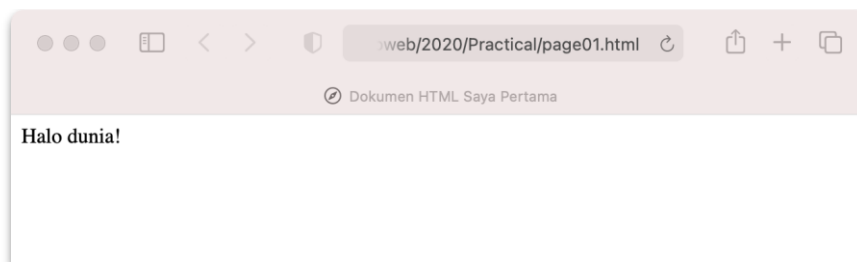 web/2020/Practical/page01.html
Dokumen HTML Saya Pertama
Halo dunia!